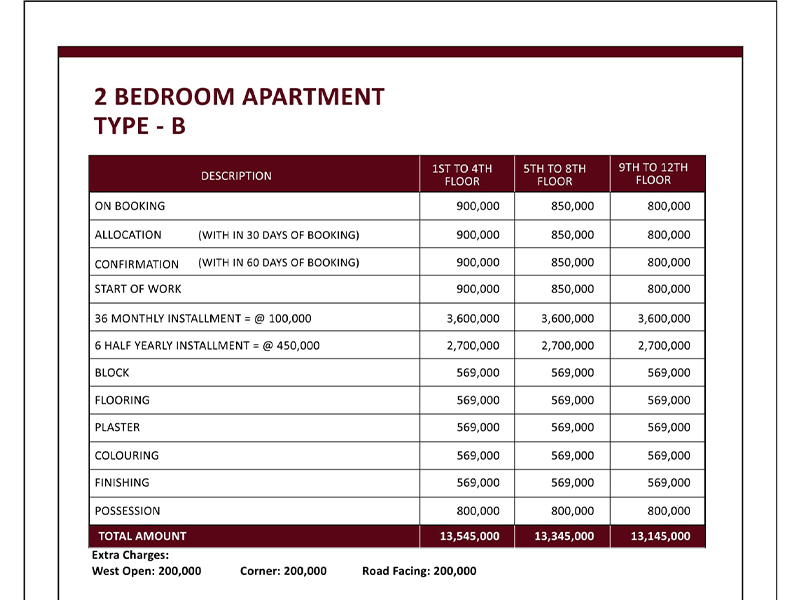 2 BEDROOM APARTMENT
TYPE - B
DESCRIPTION 1ST TO 4TH FLOOR 5TH TO 8TH FLOOR 9TH TO 12TH FLOOR
ON BOOKING 900,000 850,000 800,000
ALLOCATION (WITH IN 30 DAYS OF BOOKING) 900,000 850,000 800,000
CONFIRMATION (WITH IN 60 DAYS OF BOOKING) 900,000 850,000 800,000
START OF WORK 900,000 850,000 800,000
36 MONTHLY INSTALLMENT = @ 100,000 3,600,000 3,600,000 3,600,000
6 HALF YEARLY INSTALLMENT = @ 450,000 2,700,000 2,700,000 2,700,000
BLOCK 569,000 569,000 569,000
FLOORING 569,000 569,000 569,000
PLASTER 569,000 569,000 569,000
COLOURING 569,000 569,000 569,000
FINISHING 569,000 569,000 569,000
POSSESSION 800,000 800,000 800,000
TOTAL AMOUNT 13,545,000 13,345,000 13,145,000
Extra Charges:
West Open: 200,000 Corner: 200,000 Road Facing: 200,000